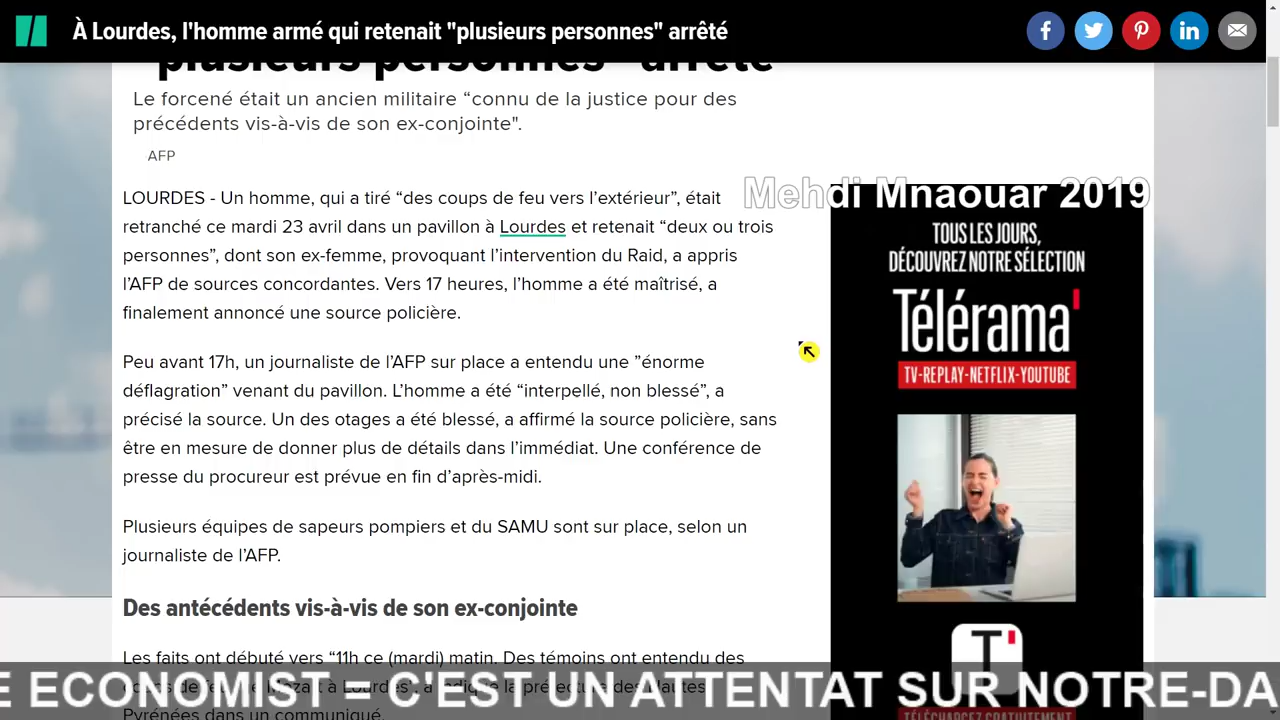 À Lourdes, l'homme armé qui retenait "plusieurs personnes" arrêté
"plusieurs personnes" arrêté
Le forcené était un ancien militaire “connu de la justice pour des
précédents vis-à-vis de son ex-conjointe".
AFP
LOURDES - Un homme, qui a tiré “des coups de feu vers l’extérieur”, était
retranché ce mardi 23 avril dans un pavillon à Lourdes et retenait “deux ou trois
personnes”, dont son ex-femme, provoquant l’intervention du Raid, a appris
l’AFP de sources concordantes. Vers 17 heures, l’homme a été maîtrisé, a
finalement annoncé une source policière.
Peu avant 17h, un journaliste de l’AFP sur place a entendu une ”énorme
déflagration” venant du pavillon. L’homme a été “interpellé, non blessé”, a
précisé la source. Un des otages a été blessé, a affirmé la source policière, sans
être en mesure de donner plus de détails dans l’immédiat. Une conférence de
presse du procureur est prévue en fin d’après-midi.
Plusieurs équipes de sapeurs pompiers et du SAMU sont sur place, selon un
journaliste de l’AFP.
Des antécédents vis-à-vis de son ex-conjointe
Les faits ont débuté vers “11h ce (mardi) matin. Des témoins ont entendu des
Pyrénées dans un communiqué.
Mehdi Mnaouar 2019
TOUS LES JOURS,
DÉCOUVREZ NOTRE SÉLECTION
Télérama'
TV-REPLAY-NETFLIX-YOUTUBE
T'
TÉLÉCHARGEZ GRATUITEMENT
E ECONOMIST – C'EST UN ATTENTAT SUR NOTRE-DA